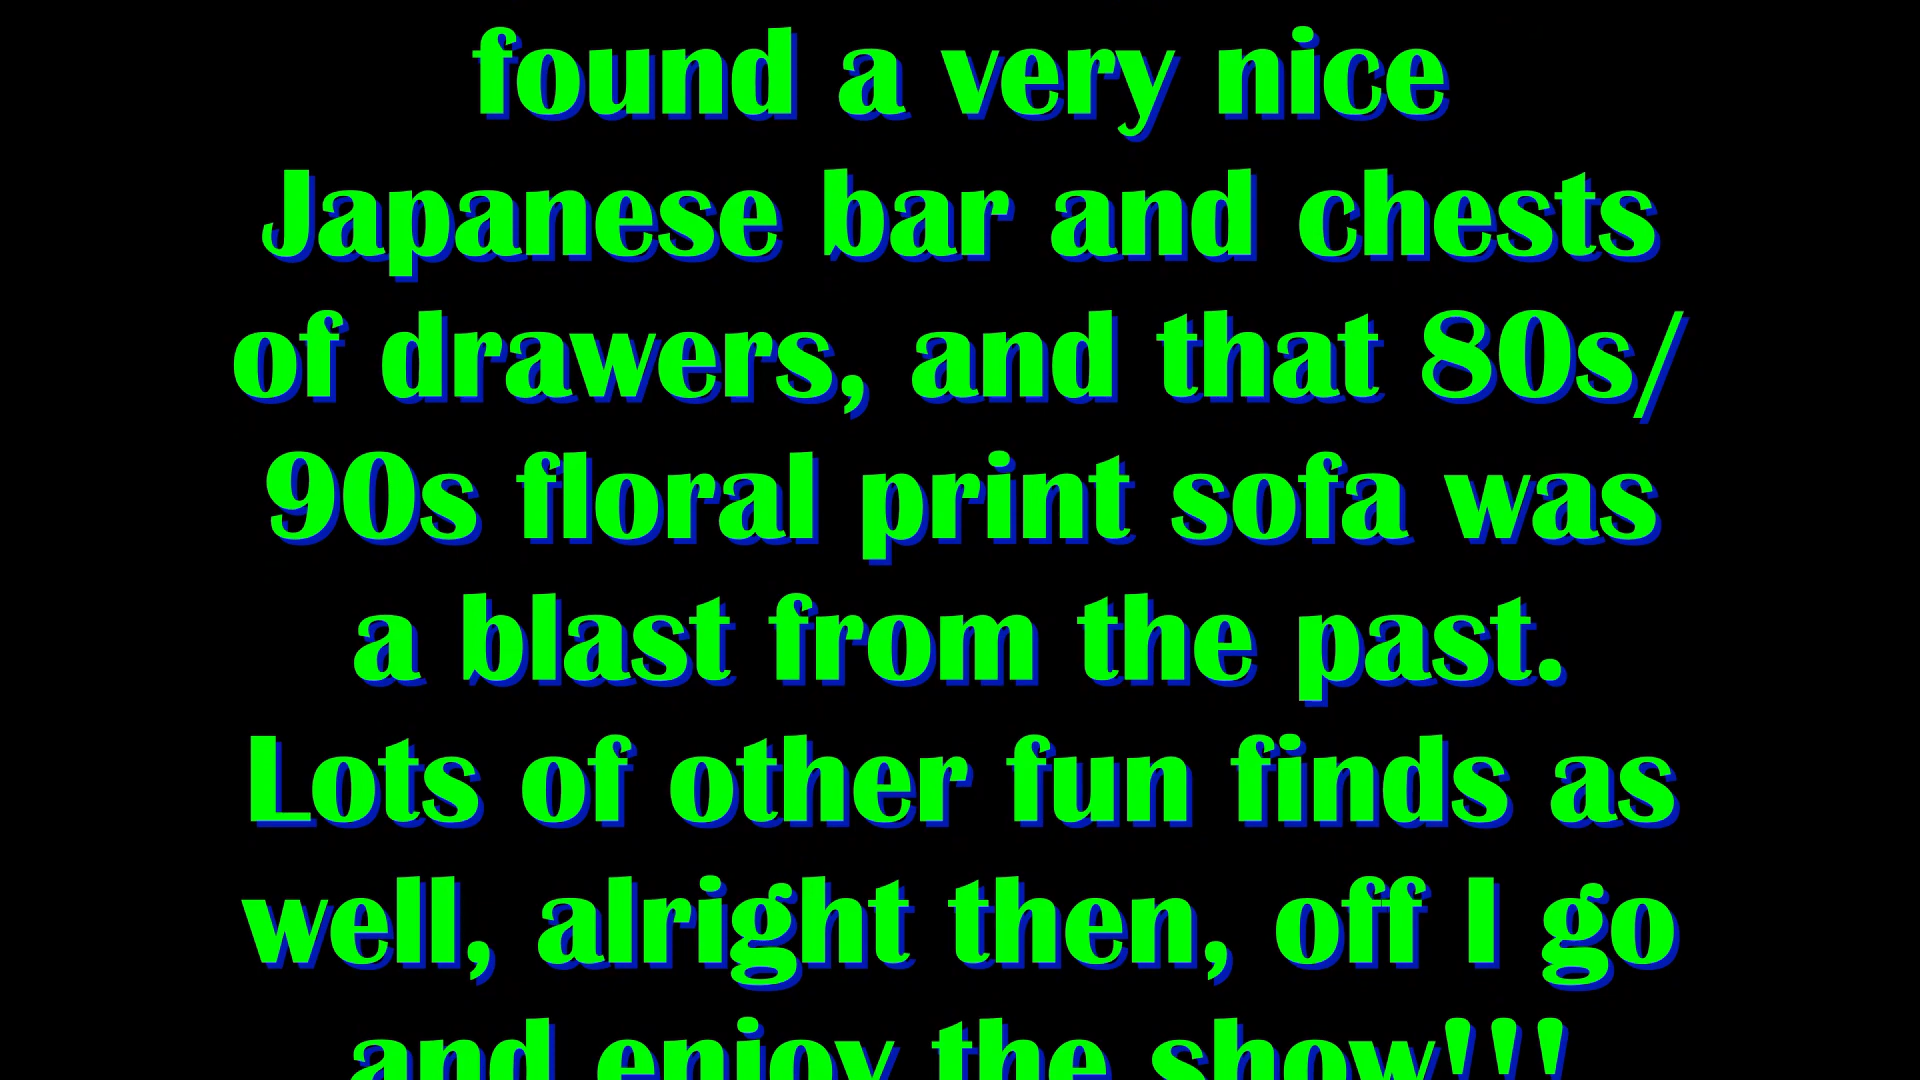 found a very nice
Japanese bar and chests
of drawers, and that 80s/
90s floral print sofa was
a blast from the past.
Lots of other fun finds as
well, alright then, off I go
and enjoy the show!!!